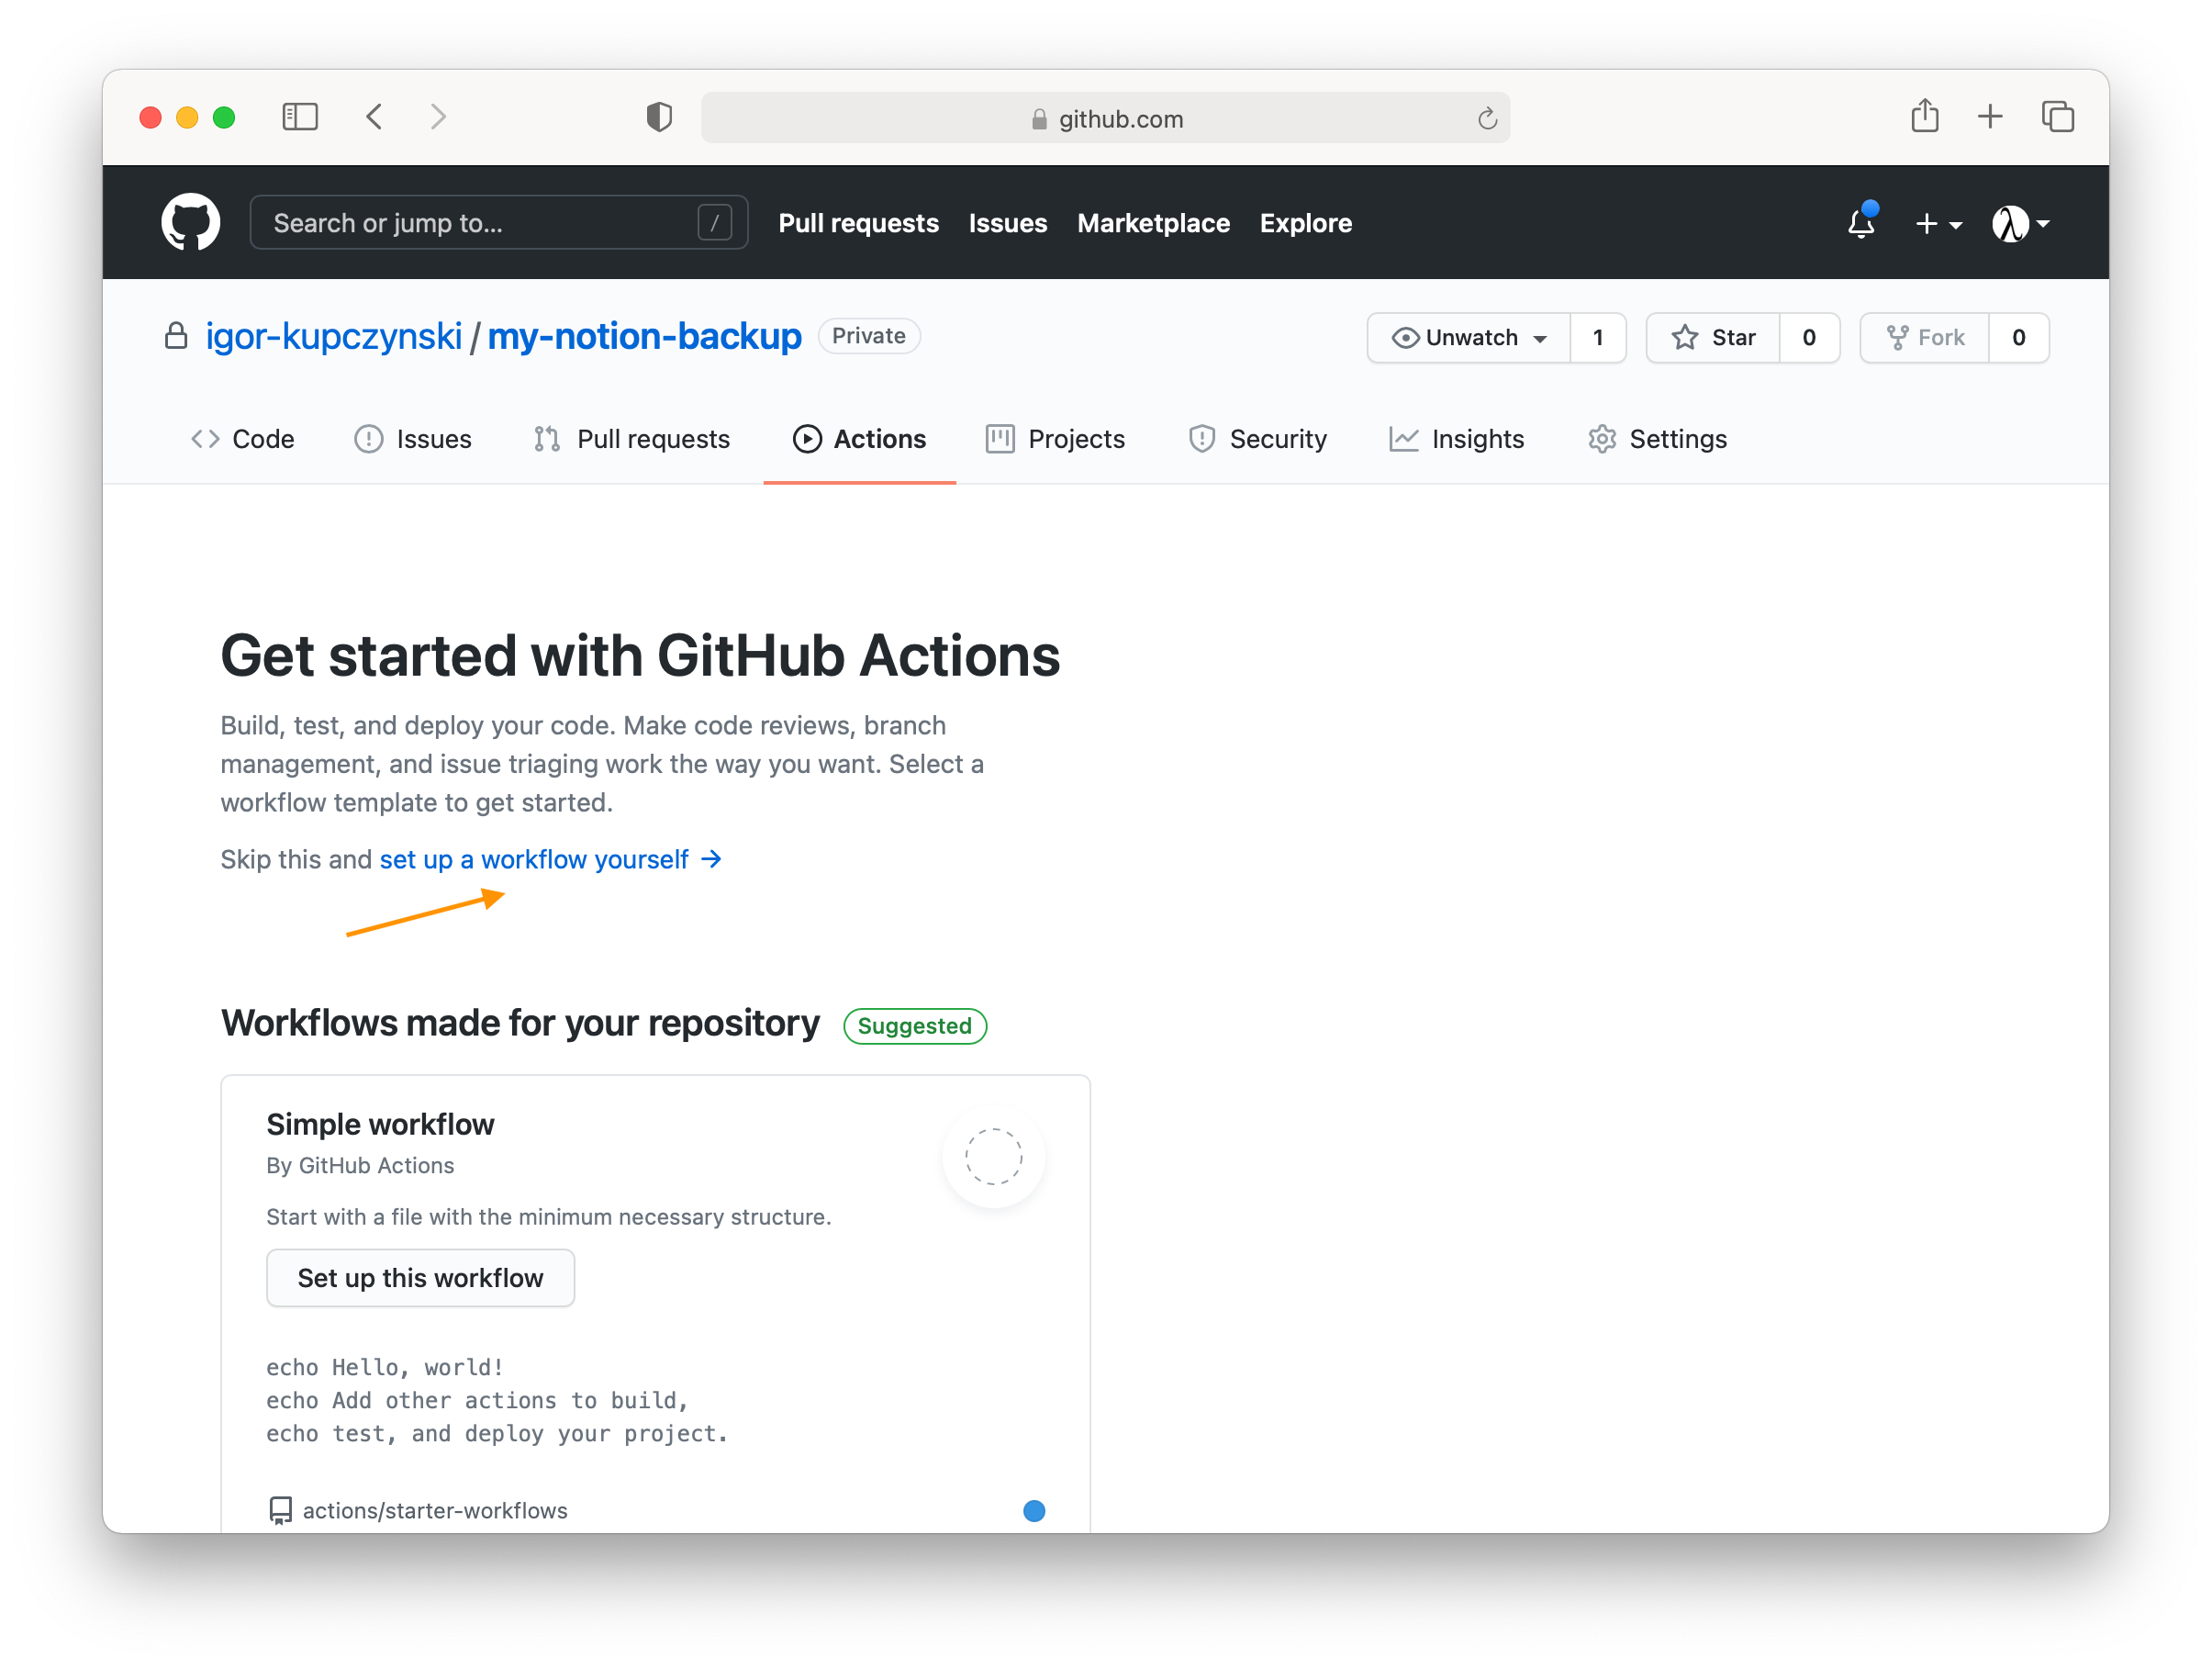 github.com
Search or jump to... /
Pull requests Issues Marketplace Explore
igor-kupczynski / my-notion-backup Private
Unwatch 1 Star 0 Fork 0
Code Issues Pull requests Actions Projects Security Insights Settings
Get started with GitHub Actions
Build, test, and deploy your code. Make code reviews, branch
management, and issue triaging work the way you want. Select a
workflow template to get started.
Skip this and set up a workflow yourself →
Workflows made for your repository Suggested
Simple workflow
By GitHub Actions
Start with a file with the minimum necessary structure.
Set up this workflow
echo Hello, world!
echo Add other actions to build,
echo test, and deploy your project.
actions/starter-workflows